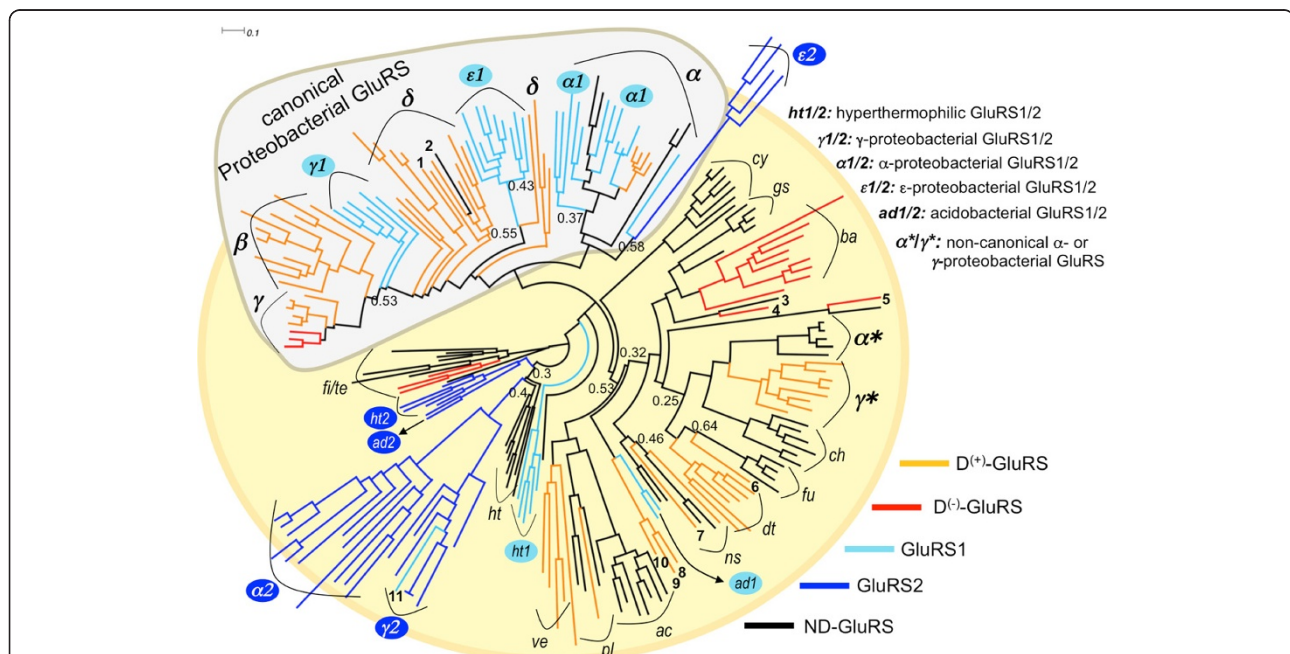 0.1
canonical
Proteobacterial GluRS
δ
ε1
δ
α1
α
α1
ε2
γ1
2
1
β
γ
0.43
0.55
0.37
0.58
0.53
ht1/2: hyperthermophilic GluRS1/2
γ1/2: γ-proteobacterial GluRS1/2
α1/2: α-proteobacterial GluRS1/2
ε1/2: ε-proteobacterial GluRS1/2
ad1/2: acidobacterial GluRS1/2
α*/γ*: non-canonical α- or
γ-proteobacterial GluRS
cy
gs
ba
3
4
5
α*
γ*
ch
fu
6
dt
ns
7
0.32
0.53
0.25
0.64
0.46
0.3
0.4
fi/te
ht2
ad2
ht
ht1
α2
11
γ2
ve
pl
ac
10
8
9
ad1
D(+)-GluRS
D(-)-GluRS
GluRS1
GluRS2
ND-GluRS